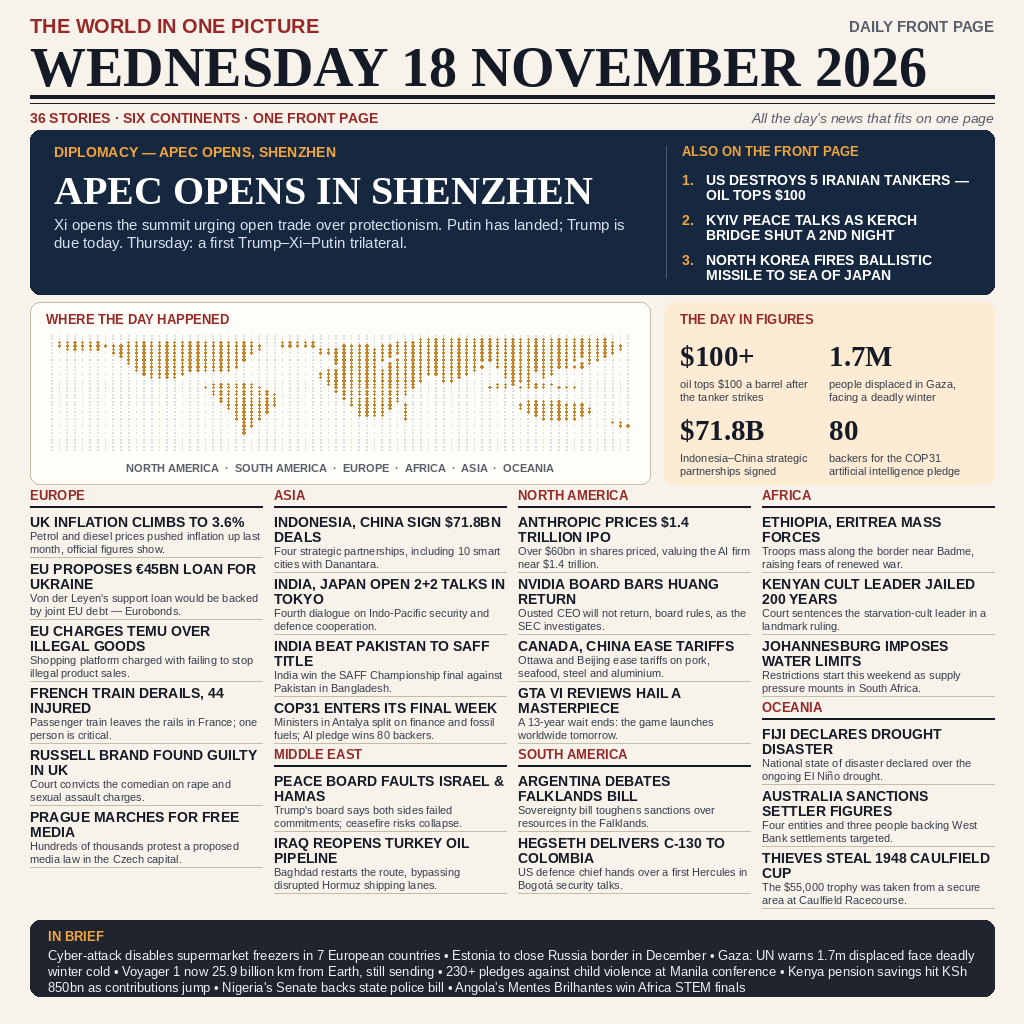 THE WORLD IN ONE PICTURE
DAILY FRONT PAGE
WEDNESDAY 18 NOVEMBER 2026
36 STORIES · SIX CONTINENTS · ONE FRONT PAGE
All the day's news that fits on one page
DIPLOMACY — APEC OPENS, SHENZHEN
APEC OPENS IN SHENZHEN
Xi opens the summit urging open trade over protectionism. Putin has landed; Trump is
due today. Thursday: a first Trump–Xi–Putin trilateral.
ALSO ON THE FRONT PAGE
1. US DESTROYS 5 IRANIAN TANKERS —
OIL TOPS $100
2. KYIV PEACE TALKS AS KERCH
BRIDGE SHUT A 2ND NIGHT
3. NORTH KOREA FIRES BALLISTIC
MISSILE TO SEA OF JAPAN
WHERE THE DAY HAPPENED
NORTH AMERICA · SOUTH AMERICA · EUROPE · AFRICA · ASIA · OCEANIA
THE DAY IN FIGURES
$100+
oil tops $100 a barrel after
the tanker strikes
1.7M
people displaced in Gaza,
facing a deadly winter
$71.8B
Indonesia–China strategic
partnerships signed
80
backers for the COP31
artificial intelligence pledge
EUROPE
UK INFLATION CLIMBS TO 3.6%
Petrol and diesel prices pushed inflation up last
month, official figures show.
EU PROPOSES €45BN LOAN FOR
UKRAINE
Von der Leyen's support loan would be backed
by joint EU debt — Eurobonds.
EU CHARGES TEMU OVER
ILLEGAL GOODS
Shopping platform charged with failing to stop
illegal product sales.
FRENCH TRAIN DERAILS, 44
INJURED
Passenger train leaves the rails in France; one
person is critical.
RUSSELL BRAND FOUND GUILTY
IN UK
Court convicts the comedian on rape and
sexual assault charges.
PRAGUE MARCHES FOR FREE
MEDIA
Hundreds of thousands protest a proposed
media law in the Czech capital.
ASIA
INDONESIA, CHINA SIGN $71.8BN
DEALS
Four strategic partnerships, including 10 smart
cities with Danantara.
INDIA, JAPAN OPEN 2+2 TALKS IN
TOKYO
Fourth dialogue on Indo-Pacific security and
defence cooperation.
INDIA BEAT PAKISTAN TO SAFF
TITLE
India win the SAFF Championship final against
Pakistan in Bangladesh.
COP31 ENTERS ITS FINAL WEEK
Ministers in Antalya split on finance and fossil
fuels; AI pledge wins 80 backers.
MIDDLE EAST
PEACE BOARD FAULTS ISRAEL &
HAMAS
Trump's board says both sides failed
commitments; ceasefire risks collapse.
IRAQ REOPENS TURKEY OIL
PIPELINE
Baghdad restarts the route, bypassing
disrupted Hormuz shipping lanes.
NORTH AMERICA
ANTHROPIC PRICES $1.4
TRILLION IPO
Over $60bn in shares priced, valuing the AI firm
near $1.4 trillion.
NVIDIA BOARD BARS HUANG
RETURN
Ousted CEO will not return, board rules, as the
SEC investigates.
CANADA, CHINA EASE TARIFFS
Ottawa and Beijing ease tariffs on pork,
seafood, steel and aluminium.
GTA VI REVIEWS HAIL A
MASTERPIECE
A 13-year wait ends: the game launches
worldwide tomorrow.
SOUTH AMERICA
ARGENTINA DEBATES
FALKLANDS BILL
Sovereignty bill toughens sanctions over
resources in the Falklands.
HEGSETH DELIVERS C-130 TO
COLOMBIA
US defence chief hands over a first Hercules in
Bogotá security talks.
AFRICA
ETHIOPIA, ERITREA MASS
FORCES
Troops mass along the border near Badme,
raising fears of renewed war.
KENYAN CULT LEADER JAILED
200 YEARS
Court sentences the starvation-cult leader in a
landmark ruling.
JOHANNESBURG IMPOSES
WATER LIMITS
Restrictions start this weekend as supply
pressure mounts in South Africa.
OCEANIA
FIJI DECLARES DROUGHT
DISASTER
National state of disaster declared over the
ongoing El Niño drought.
AUSTRALIA SANCTIONS
SETTLER FIGURES
Four entities and three people backing West
Bank settlements targeted.
THIEVES STEAL 1948 CAULFIELD
CUP
The $55,000 trophy was taken from a secure
area at Caulfield Racecourse.
IN BRIEF
Cyber-attack disables supermarket freezers in 7 European countries • Estonia to close Russia border in December • Gaza: UN warns 1.7m displaced face deadly
winter cold • Voyager 1 now 25.9 billion km from Earth, still sending • 230+ pledges against child violence at Manila conference • Kenya pension savings hit KSh
850bn as contributions jump • Nigeria's Senate backs state police bill • Angola's Mentes Brilhantes win Africa STEM finals